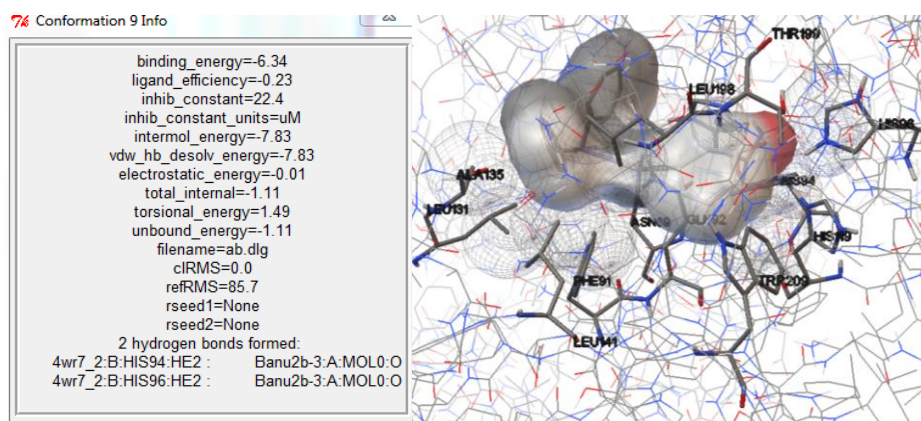 Conformation 9 Info
binding_energy=-6.34
ligand_efficiency=-0.23
inhib_constant=22.4
inhib_constant_units=uM
intermol_energy=-7.83
vdw_hb_desolv_energy=-7.83
electrostatic_energy=-0.01
total_internal=-1.11
torsional_energy=1.49
unbound_energy=-1.11
filename=ab.dlg
clRMS=0.0
refRMS=85.7
rseed1=None
rseed2=None
2 hydrogen bonds formed:
4wr7_2:B:HIS94:HE2 : Banu2b-3:A:MOL0:O
4wr7_2:B:HIS96:HE2 : Banu2b-3:A:MOL0:O
THR199
LEU198
HIS96
ALA135
LEU131
HIS119
PHE91
TRP209
LEU141